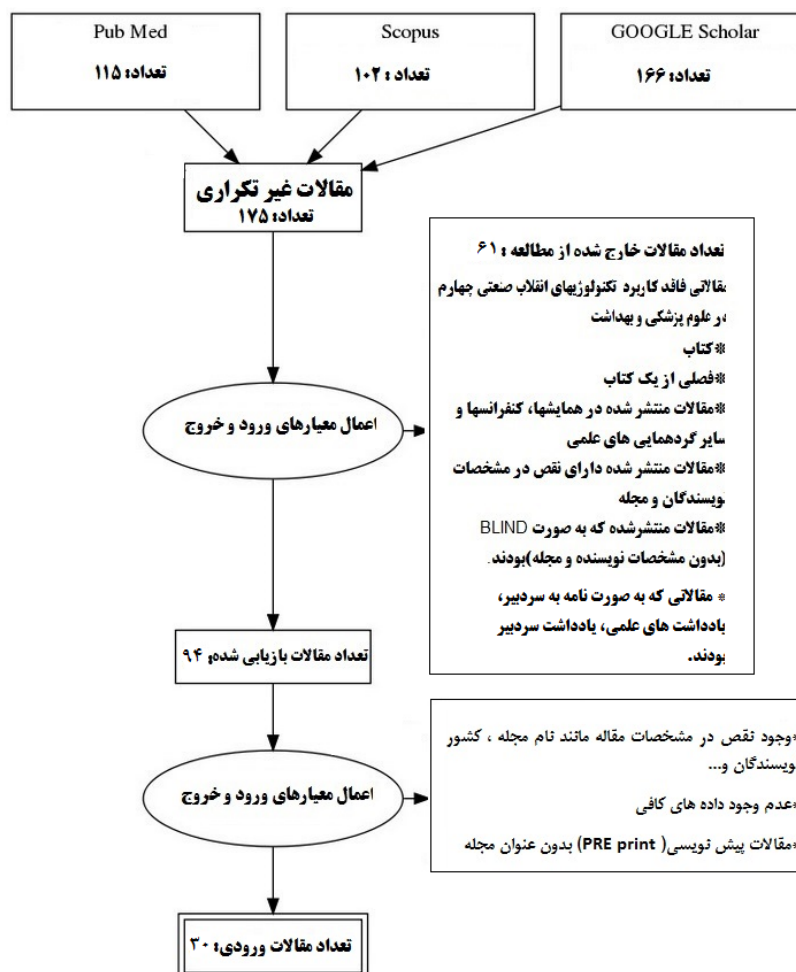 Pub Med
تعداد: ۱۱۵
Scopus
تعداد : ۱۰۲
GOOGLE Scholar
تعداد: ۱۶۶
مقالات غیر تکراری
تعداد: ۱۷۵
تعداد مقالات خارج شده از مطالعه : ۶۱
مقالاتی فاقد کاربرد تکنولوژیهای انقلاب صنعتی چهارم
در علوم پزشکی و بهداشت
*کتاب
*فصلی از یک کتاب
*مقالات منتشر شده در همایشها، کنفرانسها و
سایر گردهمایی های علمی
*مقالات منتشر شده دارای نقص در مشخصات
نویسندگان و مجله
*مقالات منتشرشده که به صورت BLIND
(بدون مشخصات نویسنده و مجله)بودند.
* مقالاتی که به صورت نامه به سردبیر،
یادداشت های علمی، یادداشت سردبیر
بودند.
اعمال معیارهای ورود و خروج
تعداد مقالات بازیابی شده: ۹۴
*وجود نقص در مشخصات مقاله مانند نام مجله ، کشور
نویسندگان و...
*عدم وجود داده های کافی
*مقالات پیش نویسی( PRE print) بدون عنوان مجله
اعمال معیارهای ورود و خروج
تعداد مقالات ورودی: ۳۰